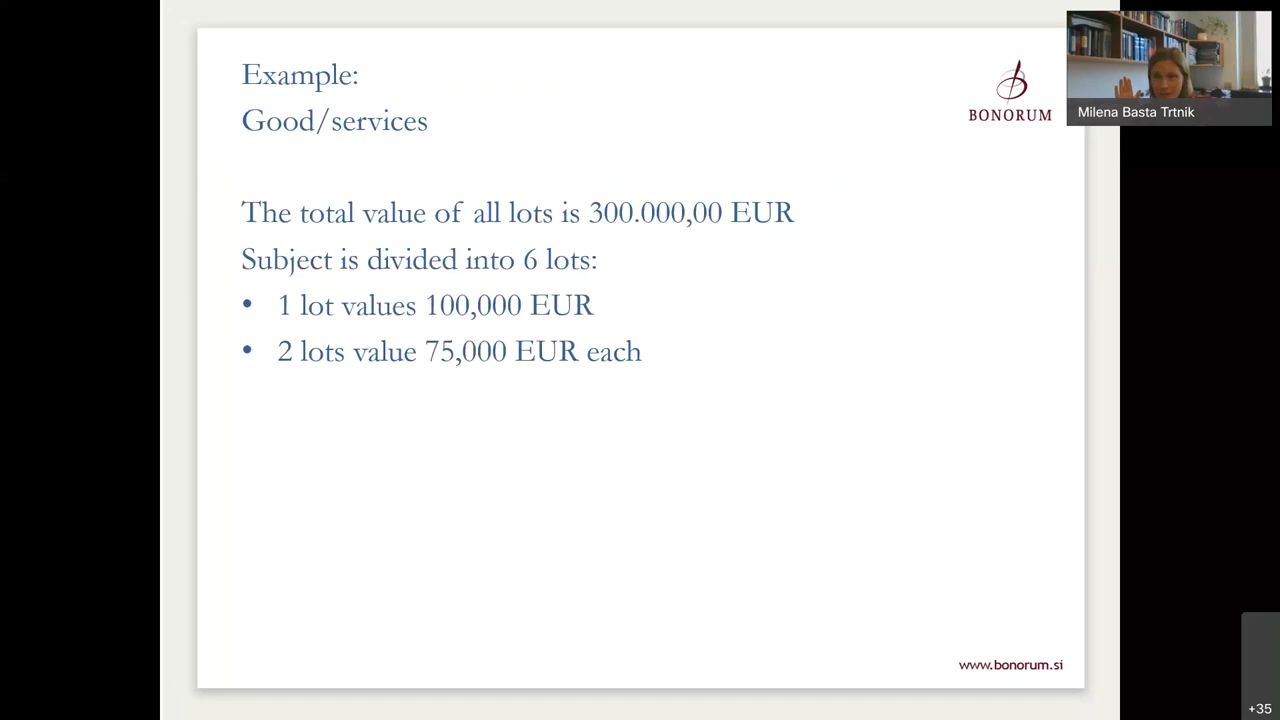 Example:
Good/services
BONORUM
Milena Basta Trtnik
The total value of all lots is 300.000,00 EUR
Subject is divided into 6 lots:
• 1 lot values 100,000 EUR
• 2 lots value 75,000 EUR each
www.bonorum.si
+35